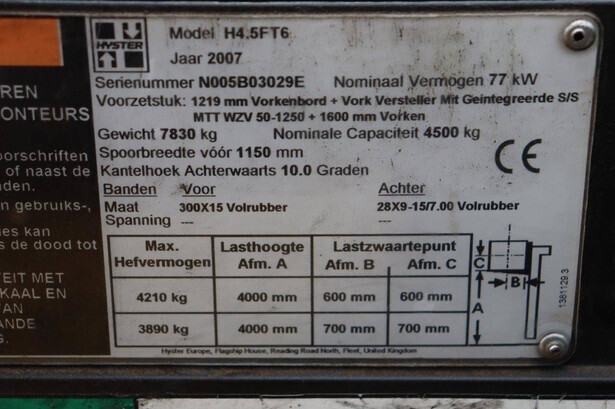 HYSTER
Model H4.5FT6
Jaar 2007
Serienummer N005B03029E Nominaal Vermogen 77 kW
Voorzetstuk: 1219 mm Vorkenbord + Vork Versteller Mit Geintegreerde S/S
MTT WZV 50-1250 + 1600 mm Vorken
Gewicht 7830 kg Nominale Capaciteit 4500 kg
Spoorbreedte vóór 1150 mm
Kantelhoek Achterwaarts 10.0 Graden
CE
Banden Voor Achter
Maat 300X15 Volrubber 28X9-15/7.00 Volrubber
Spanning --- ---
Max. Hefvermogen Lasthoogte Afm. A Lastzwaartepunt Afm. B Afm. C
4210 kg 4000 mm 600 mm 600 mm
3890 kg 4000 mm 700 mm 700 mm
C
B
A
1381129.3
Hyster Europe, Flagship House, Reading Road North, Fleet, United Kingdom
REN
ONTEURS
oorschriften
of naast de
den.
n gebruiks-,
es kan
s de dood tot
EIT MET
KAAL EN
AN
ANDE
G.